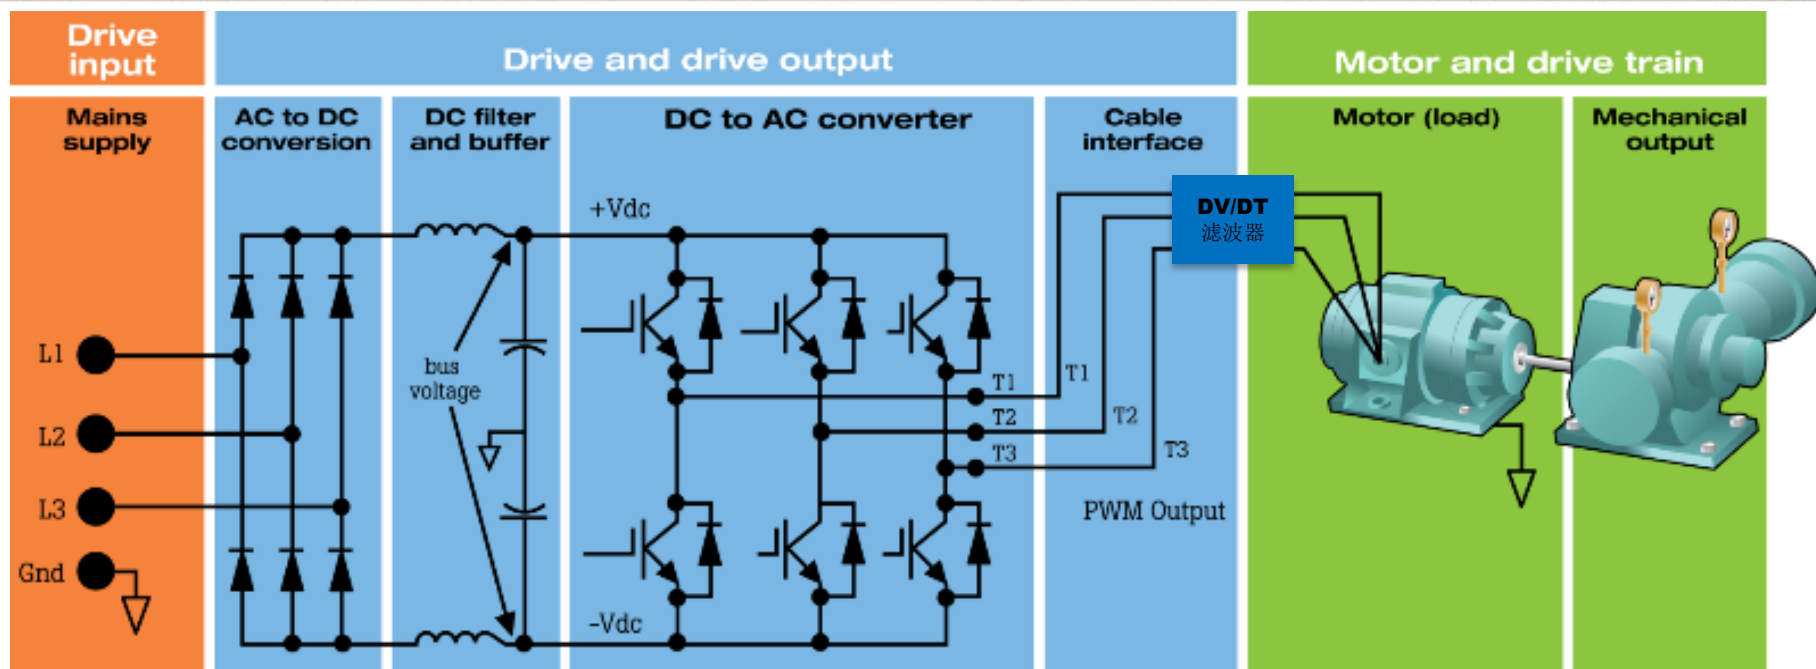 Drive
input
Drive and drive output
Motor and drive train
Mains
supply
AC to DC
conversion
DC filter
and buffer
DC to AC converter
Cable
interface
Motor (load)
Mechanical
output
+Vdc
DV/DT
滤波器
L1
L2
L3
Gnd
bus
voltage
T1
T2
T3
T1
T2
T3
PWM Output
-Vdc